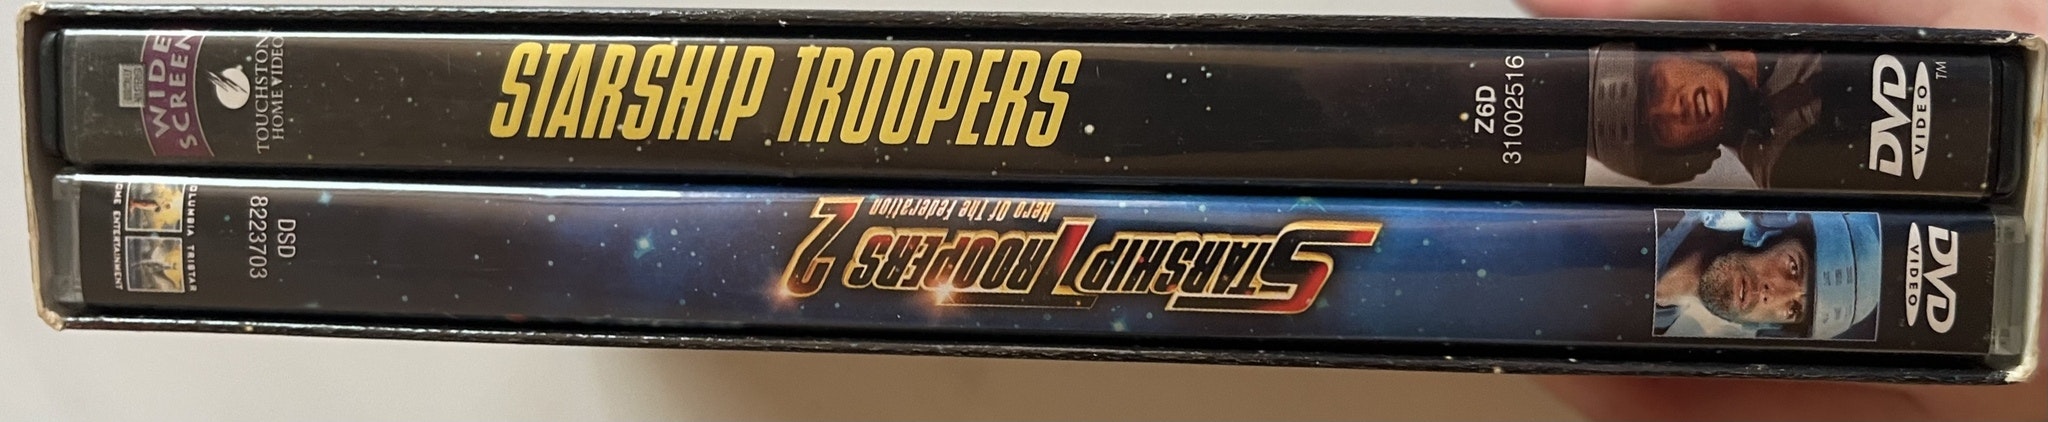 WIDE
SCREEN
TOUCHSTONE
HOME VIDEO
STARSHIP TROOPERS
Z6D
31002516
DVD
VIDEO
TM
DVD
VIDEO
STARSHIP TROOPERS 2
Hero Of The Federation
DSD
8223703
COLUMBIA TRISTAR
HOME ENTERTAINMENT